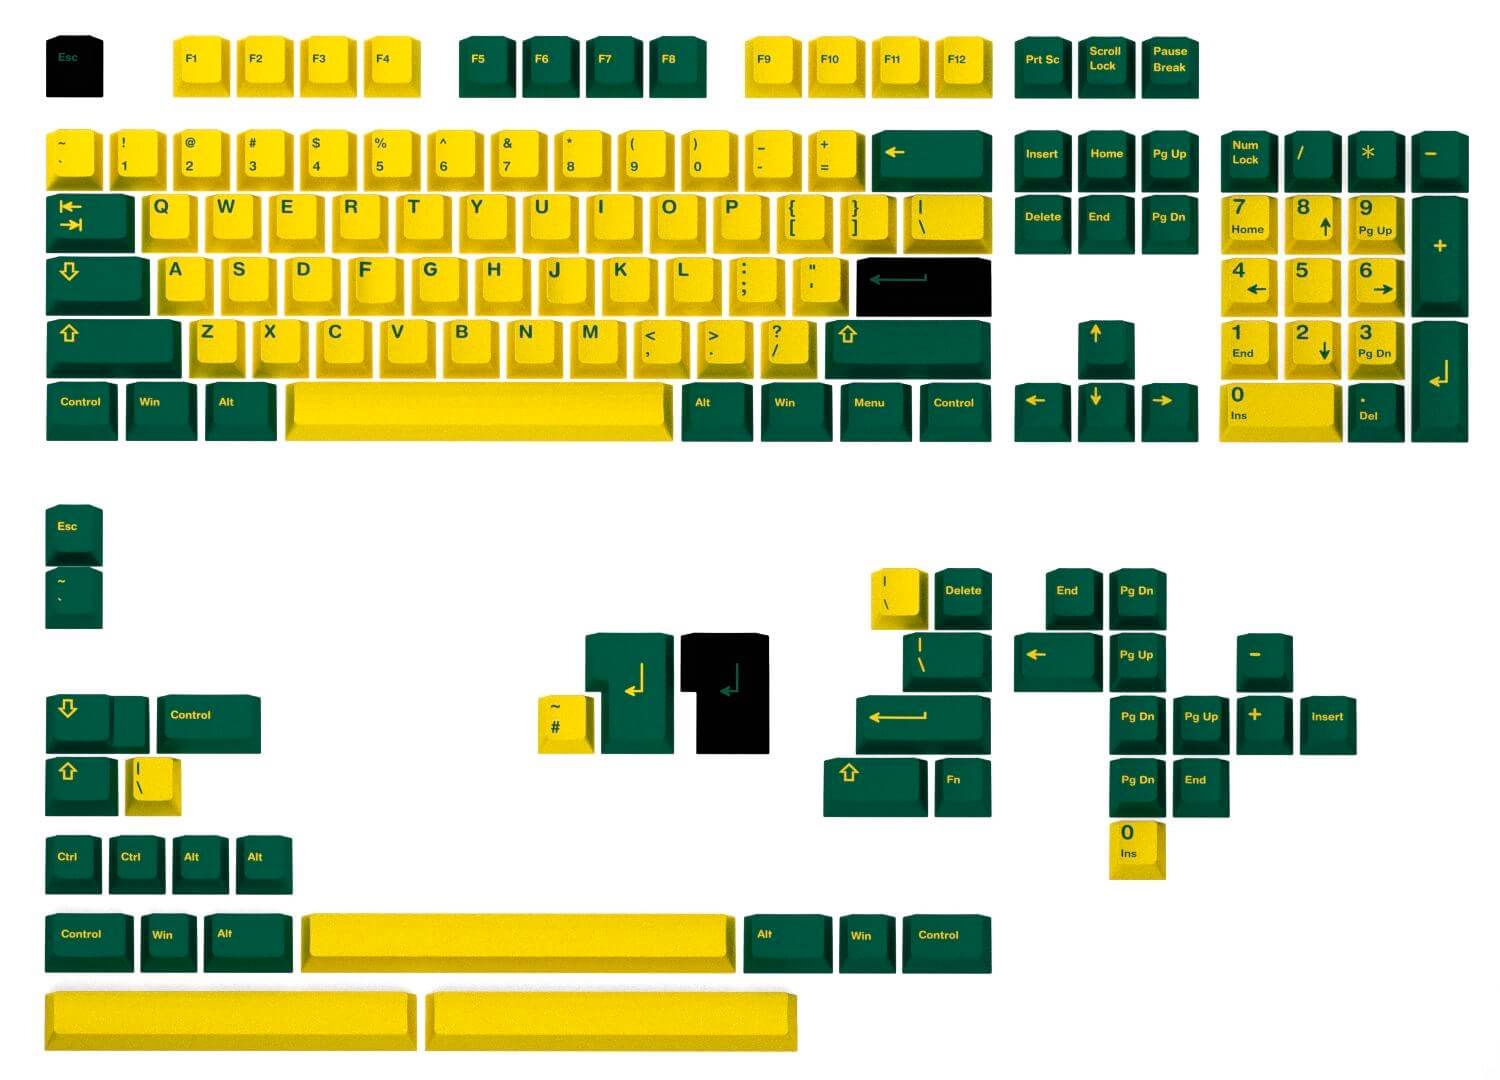 Esc F1 F2 F3 F4 F5 F6 F7 F8 F9 F10 F11 F12 Prt Sc Scroll Lock Pause Break
~ ` ! 1 @ 2 # 3 $ 4 % 5 ^ 6 & 7 * 8 ( 9 ) 0 _ - + = ← Insert Home Pg Up Num Lock / * -
Q W E R T Y U I O P { [ } ] | \ Delete End Pg Dn 7 Home 8 ↑ 9 Pg Up +
A S D F G H J K L : ; " ' ← 4 ← 5 6 →
⇧ Z X C V B N M < , > . ? / ⇧ ↑ 1 End 2 ↓ 3 Pg Dn ↵
Control Win Alt Alt Win Menu Control ← ↓ → 0 Ins . Del
Esc
~ ` | \ Delete End Pg Dn
↵ ↵ | \ ← Pg Up -
⇩ Control ~ # ← Pg Dn Pg Up + Insert
⇧ | \ ⇧ Fn Pg Dn End
0 Ins
Ctrl Ctrl Alt Alt
Control Win Alt Alt Win Control